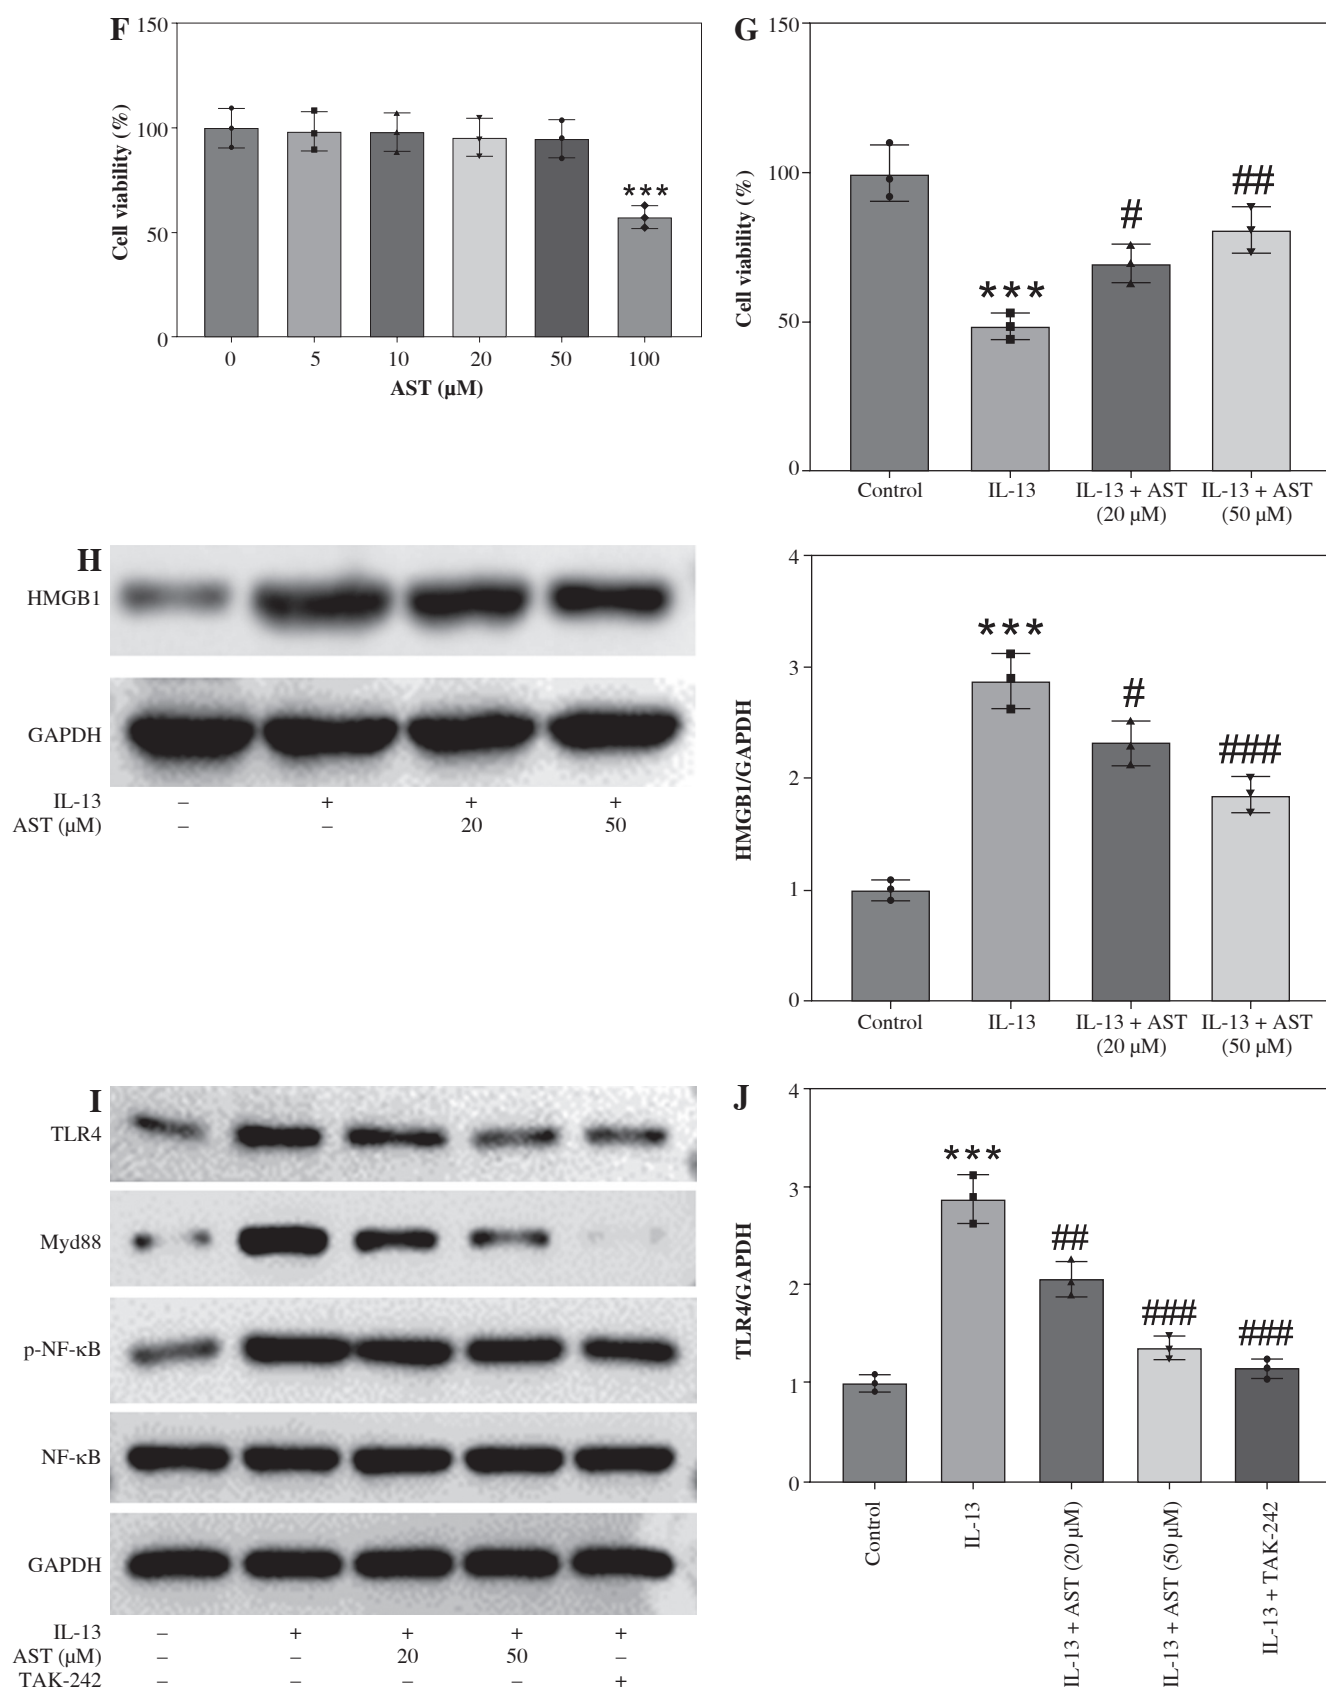 F
Cell viability (%)
150
100
50
0
***
0 5 10 20 50 100
AST (µM)
G
Cell viability (%)
150
100
50
0
***
#
##
Control IL-13 IL-13 + AST IL-13 + AST
(20 µM) (50 µM)
H
HMGB1
GAPDH
IL-13 – + + +
AST (µM) – – 20 50
HMGB1/GAPDH
4
3
2
1
0
***
#
###
Control IL-13 IL-13 + AST IL-13 + AST
(20 µM) (50 µM)
I
TLR4
Myd88
p-NF-κB
NF-κB
GAPDH
IL-13 – + + + +
AST (µM) – – 20 50 –
TAK-242 – – – – +
J
TLR4/GAPDH
4
3
2
1
0
***
##
###
###
Control
IL-13
IL-13 + AST (20 µM)
IL-13 + AST (50 µM)
IL-13 + TAK-242